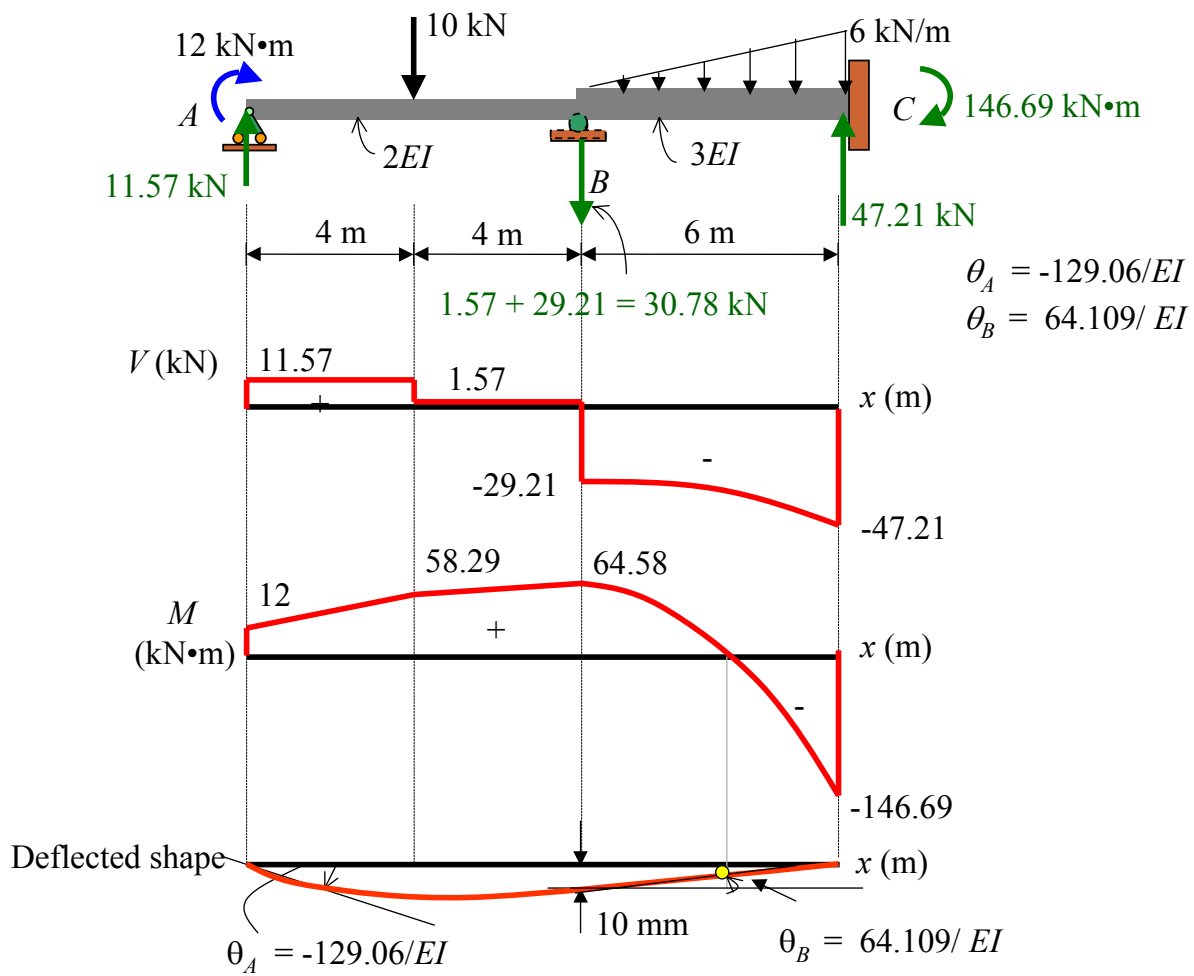 10 kN
12 kN•m
6 kN/m
A
C
146.69 kN•m
2EI
3EI
B
11.57 kN
47.21 kN
4 m
4 m
6 m
θA = -129.06/EI
1.57 + 29.21 = 30.78 kN
θB = 64.109/ EI
V (kN)
11.57
1.57
x (m)
+
-
-29.21
-47.21
58.29
64.58
12
M
(kN•m)
+
x (m)
-
-146.69
Deflected shape
x (m)
10 mm
θA = -129.06/EI
θB = 64.109/ EI